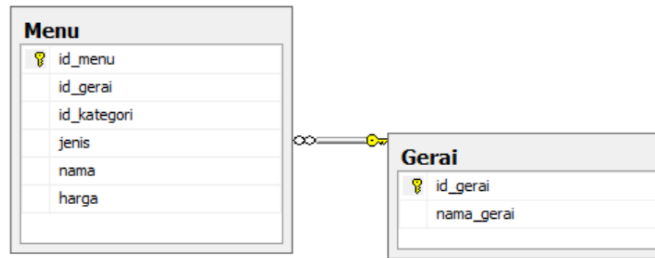 Menu
id_menu
id_gerai
id_kategori
jenis
nama
harga
Gerai
id_gerai
nama_gerai